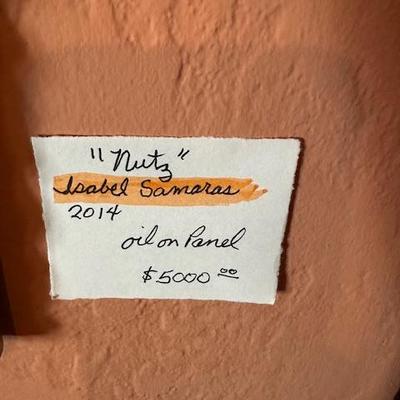 "Nutz"
Isabel Samaras
2014
oil on Panel
$5000.00